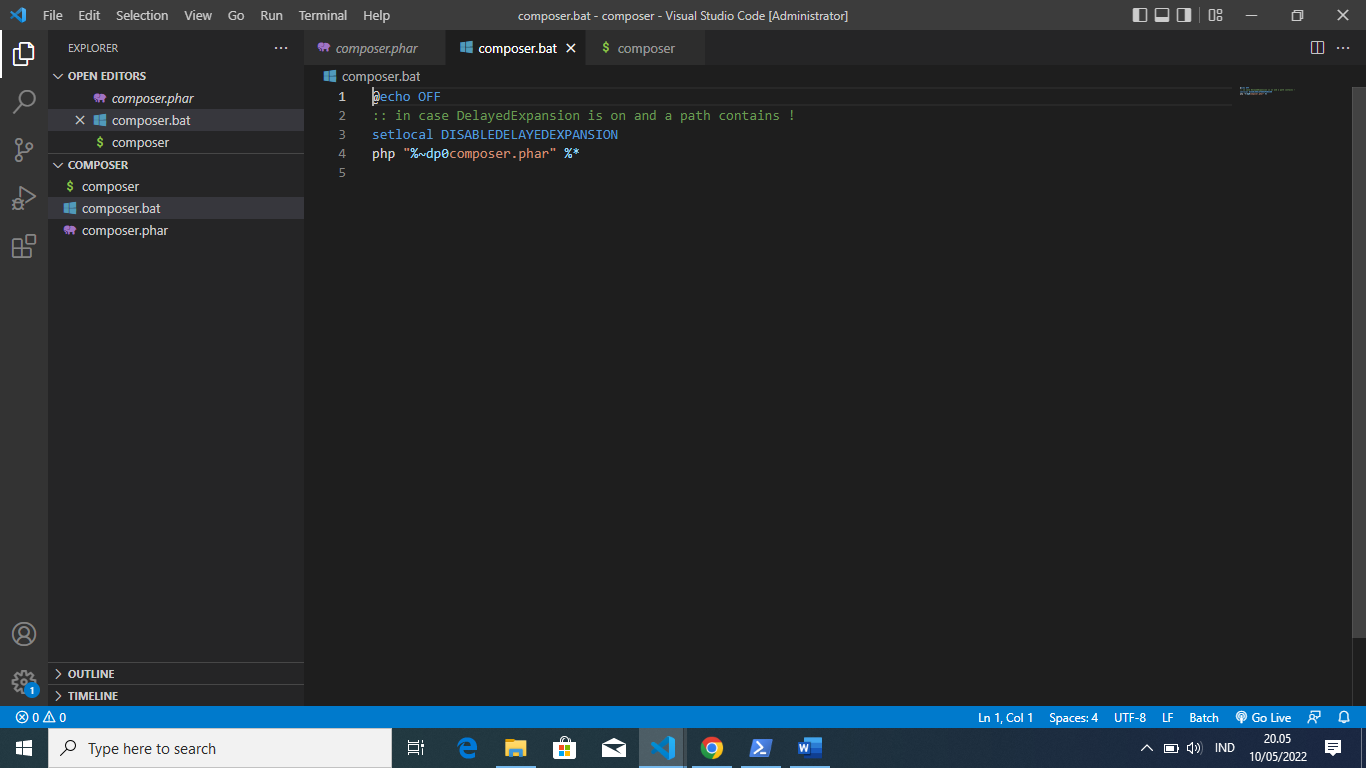 File Edit Selection View Go Run Terminal Help composer.bat - composer - Visual Studio Code [Administrator]
EXPLORER
composer.phar composer.bat composer
OPEN EDITORS
composer.phar
composer.bat
composer
COMPOSER
composer
composer.bat
composer.phar
composer.bat
1 @echo OFF
2 :: in case DelayedExpansion is on and a path contains !
3 setlocal DISABLEDELAYEDEXPANSION
4 php "%~dp0composer.phar" %*
5
OUTLINE
TIMELINE
1
0 0 Ln 1, Col 1 Spaces: 4 UTF-8 LF Batch Go Live
Type here to search
IND
20.05
10/05/2022